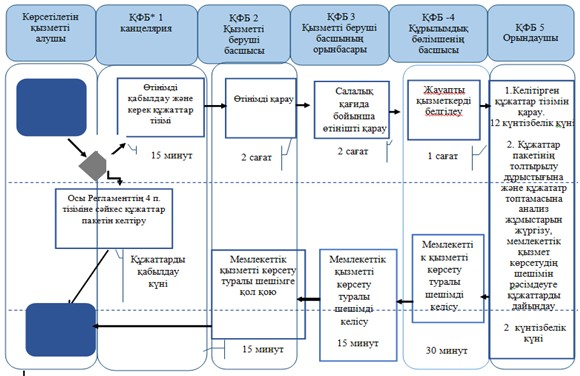 Көрсетілетін
қызметті
алушы
ҚФБ* 1
канцелярия
ҚФБ 2
Қызметті
беруші
басшысы
ҚФБ 3
Қызметті беруші
басшының
орынбасары
ҚФБ -4
Құрылымдық
бөлімшенің
басшысы
ҚФБ 5
Орындаушы
Өтінімді
қабылдау және
керек құжаттар
тізімі
15 минут
Өтінімді қарау
2 сағат
Салалық
қағида
бойынша
өтінішті қарау
2 сағат
Жауапты
қызметкерді
белгілеу
1 сағат
1.Келітірген
құжаттар тізімін
қарау.
12 күнтізбелік күні
2. Құжаттар
пакетінің
толтырылу
дұрыстығына
және құжататр
топтамасына
анализ
жұмыстарын
жүргізу,
мемлекеттік
қызмет
көрсетудің
шешімін
рәсімдеуге
құжаттарды
дайындау
2 күнтізбелік
күні
Осы Регламенттің 4 п.
тізіміне сәйкес құжаттар
пакетін келтіру
Құжаттарды
қабылдау
күні
Мемлекеттік
қызметті көрсету
туралы шешімге
қол қою
15 минут
Мемлекеттік
қызметті
көрсету
туралы
шешімді
келісу
15 минут
Мемлекетті
к қызметті
көрсету
туралы
шешімді
келісу
30 минут